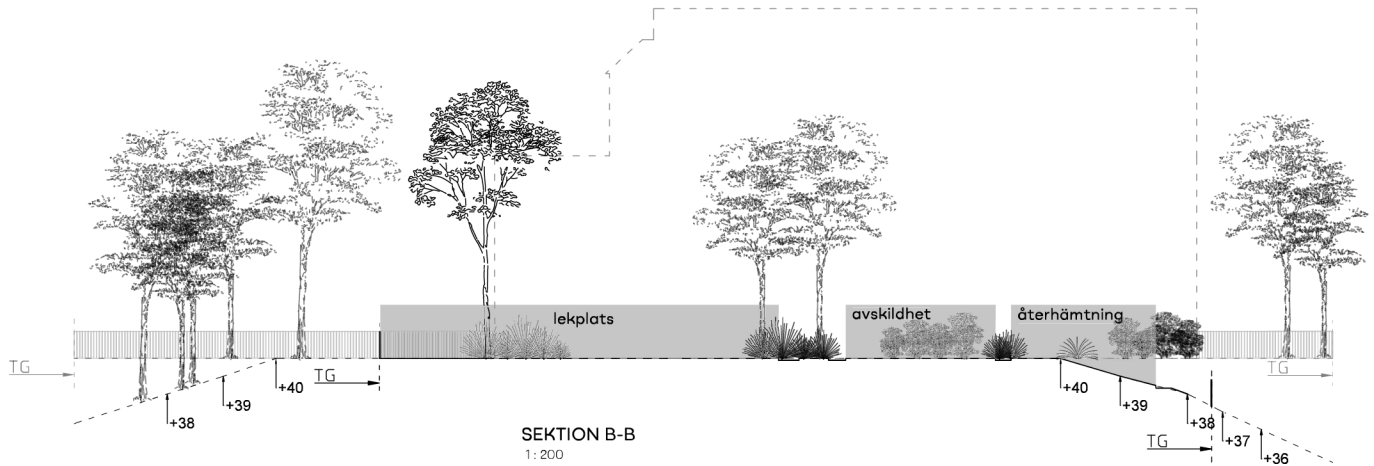 lekplats
avskildhet
återhämtning
TG
TG
TG
+40
+39
+38
+40
+39
+38
+37
+36
TG
SEKTION B-B
1:200